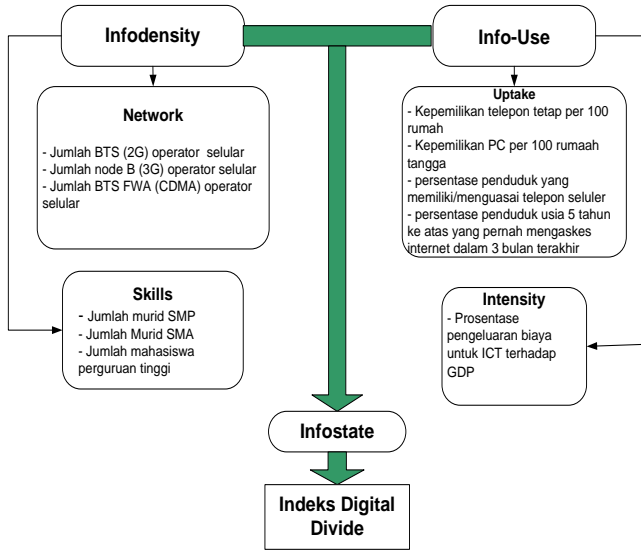 Infodensity
Info-Use
Network
- Jumlah BTS (2G) operator selular
- Jumlah node B (3G) operator selular
- Jumlah BTS FWA (CDMA) operator
selular
Uptake
- Kepemilikan telepon tetap per 100
rumah
- Kepemilikan PC per 100 rumaah
tangga
- persentase penduduk yang
memiliki/menguasai telepon seluler
- persentase penduduk usia 5 tahun
ke atas yang pernah mengaskes
internet dalam 3 bulan terakhir
Skills
- Jumlah murid SMP
- Jumlah Murid SMA
- Jumlah mahasiswa
perguruan tinggi
Intensity
- Prosentase
pengeluaran biaya
untuk ICT terhadap
GDP
Infostate
Indeks Digital
Divide